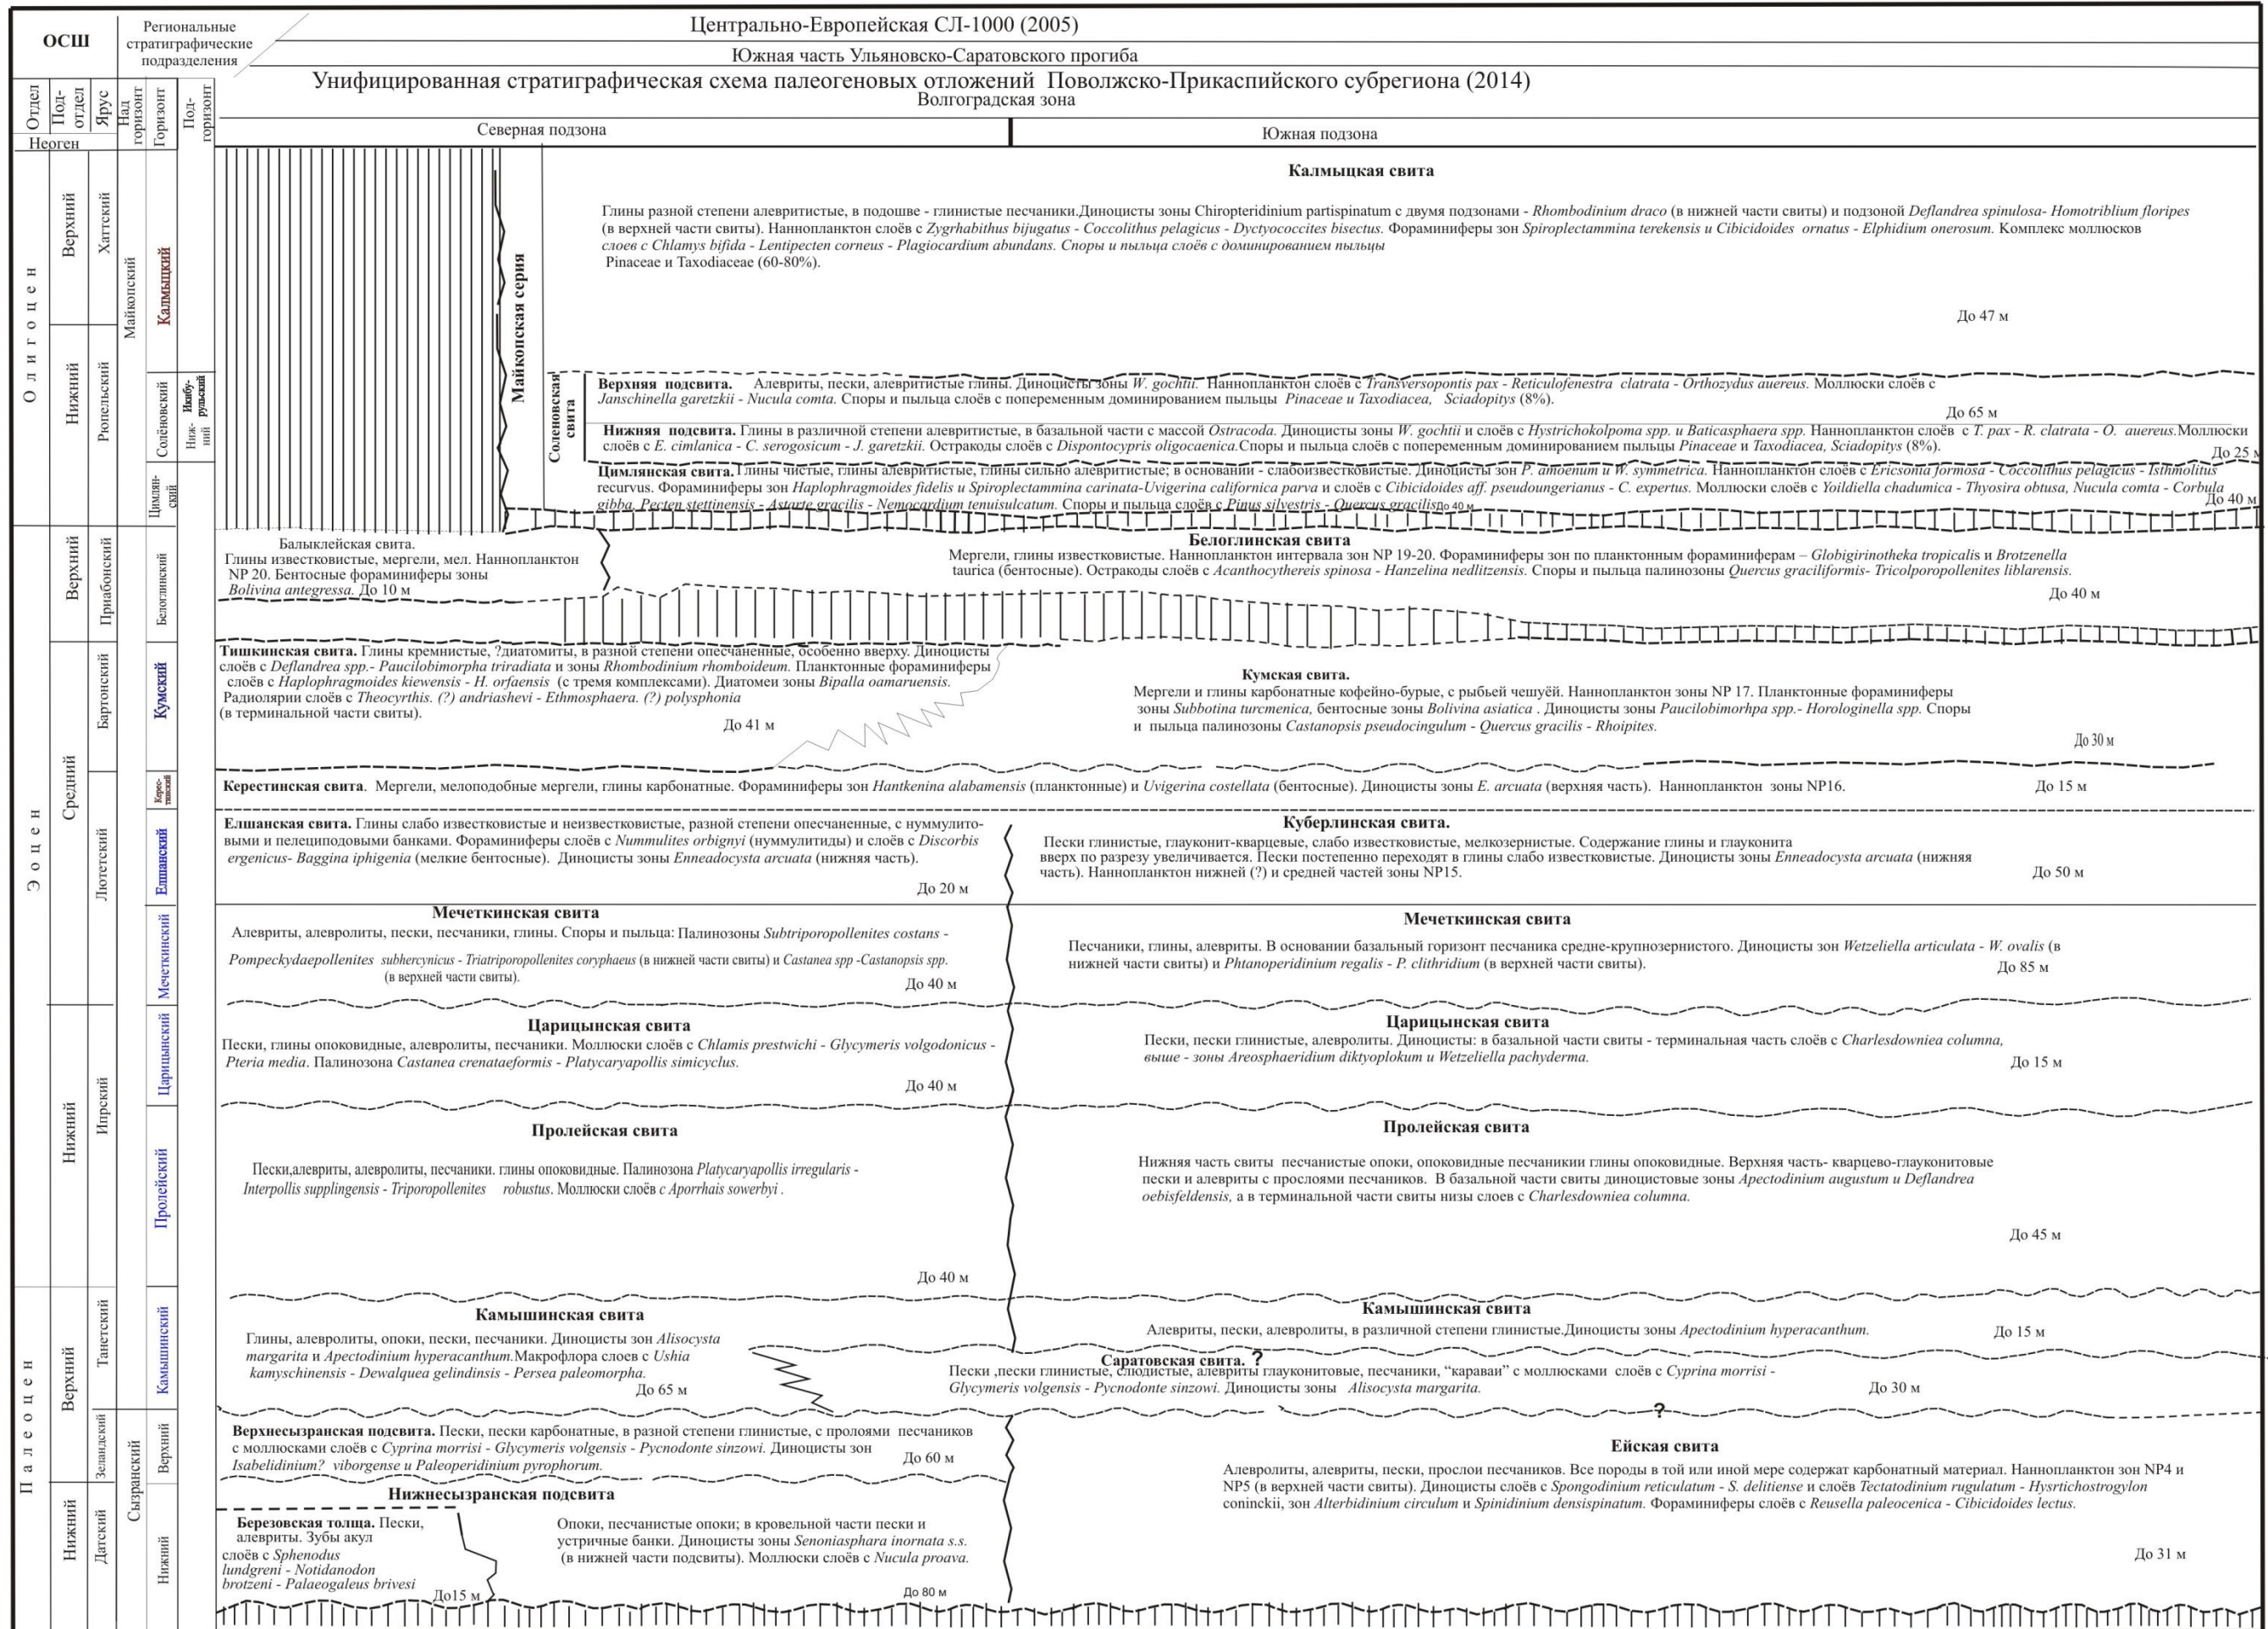 ОСШ
Региональные
стратиграфические
подразделения
Центрально-Европейская СЛ-1000 (2005)
Южная часть Ульяновско-Саратовского прогиба
Унифицированная стратиграфическая схема палеогеновых отложений Поволжско-Прикаспийского субрегиона (2014)
Волгоградская зона
Отдел
Под-
отдел
Ярус
Над
горизонт
Горизонт
Под-
горизонт
Северная подзона
Южная подзона
Неоген
Олигоцен
Верхний
Хаттский
Нижний
Рюпельский
Майкопский
Калмыцкий
Солёновский
Икибу-
рульский
Ниж-
ний
Цимлян-
ский
Майкопская серия
Калмыцкая свита
Глины разной степени алевритистые, в подошве - глинистые песчаники.Диноцисты зоны Chiropteridinium partispinatum с двумя подзонами - Rhombodinium draco (в нижней части свиты) и подзоной Deflandrea spinulosa- Homotriblium floripes
(в верхней части свиты). Наннопланктон слоёв с Zygrhabithus bijugatus - Coccolithus pelagicus - Dyctyococcites bisectus. Фораминиферы зон Spiroplectammina terekensis и Cibicidoides ornatus - Elphidium onerosum. Комплекс моллюсков
слоев с Chlamys bifida - Lentipecten corneus - Plagiocardium abundans. Споры и пыльца слоёв с доминированием пыльцы
Pinaceae и Taxodiaceae (60-80%).
До 47 м
Соленовская
свита
Верхняя подсвита. Алевриты, пески, алевритистые глины. Диноцисты зоны W. gochtii. Наннопланктон слоёв с Transversopontis pax - Reticulofenestra clatrata - Orthozydus auereus. Моллюски слоёв с
Janschinella garetzkii - Nucula comta. Споры и пыльца слоёв с попеременным доминированием пыльцы Pinaceae и Taxodiacea, Sciadopitys (8%).
До 65 м
Нижняя подсвита. Глины в различной степени алевритистые, в базальной части с массой Ostracoda. Диноцисты зоны W. gochtii и слоёв с Hystrichokolpoma spp. и Baticasphaera spp. Наннопланктон слоёв с T. pax - R. clatrata - O. auereus.Моллюски
слоёв с E. cimlanica - C. serogosicum - J. garetzkii. Остракоды слоёв с Dispontocypris oligocaenica.Споры и пыльца слоёв с попеременным доминированием пыльцы Pinaceae и Taxodiacea, Sciadopitys (8%).
До 25 м
Цимлянская свита. Глины чистые, глины алевритистые, глины сильно алевритистые; в основании - слабоизвестковистые. Диноцисты зон P. amoenum и W. symmetrica. Наннопланктон слоёв с Ericsonia formosa - Coccolithus pelagicus - Isthmolitus
recurvus. Фораминиферы зон Haplophragmoides fidelis и Spiroplectammina carinata-Uvigerina californica parva и слоёв с Cibicidoides aff. pseudoungerianus - C. expertus. Моллюски слоёв с Yoildiella chadumica - Thyosira obtusa, Nucula comta - Corbula
gibba, Pecten stettinensis - Astarte gracilis - Nemocardium tenuisulcatum. Споры и пыльца слоёв с Pinus silvestris - Quercus gracilis
До 40 м
До 40 м
Эоцен
Верхний
Приабонский
Белоглинский
Балыклейская свита.
Глины известковистые, мергели, мел. Наннопланктон
NP 20. Бентосные фораминиферы зоны
Bolivina antegressa. До 10 м
Белоглинская свита
Мергели, глины известковистые. Наннопланктон интервала зон NP 19-20. Фораминиферы зон по планктонным фораминиферам – Globigirinotheka tropicalis и Brotzenella
taurica (бентосные). Остракоды слоёв с Acanthocythereis spinosa - Hanzelina nedlitzensis. Споры и пыльца палинозоны Quercus graciliformis- Tricolporopollenites liblarensis.
До 40 м
Средний
Бартонский
Кумский
Тишкинская свита. Глины кремнистые, ?диатомиты, в разной степени опесчаненные, особенно вверху. Диноцисты
слоёв с Deflandrea spp.- Paucilobimorpha triradiata и зоны Rhombodinium rhomboideum. Планктонные фораминиферы
слоёв с Haplophragmoides kiewensis - H. orfaensis (с тремя комплексами). Диатомеи зоны Bipalla oamaruensis.
Радиолярии слоёв с Theocyrthis. (?) andriashevi - Ethmosphaera. (?) polysphonia
(в терминальной части свиты).
До 41 м
Кумская свита.
Мергели и глины карбонатные кофейно-бурые, с рыбьей чешуёй. Наннопланктон зоны NP 17. Планктонные фораминиферы
зоны Subbotina turcmenica, бентосные зоны Bolivina asiatica . Диноцисты зоны Paucilobimorhpa spp.- Horologinella spp. Споры
и пыльца палинозоны Castanopsis pseudocingulum - Quercus gracilis - Rhoipites.
До 30 м
Лютетский
Керес-
тинский
Керестинская свита. Мергели, мелоподобные мергели, глины карбонатные. Фораминиферы зон Hantkenina alabamensis (планктонные) и Uvigerina costellata (бентосные). Диноцисты зоны E. arcuata (верхняя часть). Наннопланктон зоны NP16.
До 15 м
Елшанский
Елшанская свита. Глины слабо известковистые и неизвестковистые, разной степени опесчаненные, с нуммулито-
выми и пелециподовыми банками. Фораминиферы слоёв с Nummulites orbignyi (нуммулитиды) и слоёв с Discorbis
ergenicus- Baggina iphigenia (мелкие бентосные). Диноцисты зоны Enneadocysta arcuata (нижняя часть).
До 20 м
Куберлинская свита.
Пески глинистые, глауконит-кварцевые, слабо известковистые, мелкозернистые. Содержание глины и глауконита
вверх по разрезу увеличивается. Пески постепенно переходят в глины слабо известковистые. Диноцисты зоны Enneadocysta arcuata (нижняя
часть). Наннопланктон нижней (?) и средней частей зоны NP15.
До 50 м
Мечеткинский
Мечеткинская свита
Алевриты, алевролиты, пески, песчаники, глины. Споры и пыльца: Палинозоны Subtriporopollenites costans -
Pompeckydaepollenites subhercynicus - Triatriporopollenites coryphaeus (в нижней части свиты) и Castanea spp -Castanopsis spp.
(в верхней части свиты).
До 40 м
Мечеткинская свита
Песчаники, глины, алевриты. В основании базальный горизонт песчаника средне-крупнозернистого. Диноцисты зон Wetzeliella articulata - W. ovalis (в
нижней части свиты) и Phtanoperidinium regalis - P. clithridium (в верхней части свиты).
До 85 м
Нижний
Ипрский
Царицынский
Царицынская свита
Пески, глины опоковидные, алевролиты, песчаники. Моллюски слоёв с Chlamis prestwichi - Glycymeris volgodonicus -
Pteria media. Палинозона Castanea crenataeformis - Platycaryapollis simicyclus.
До 40 м
Царицынская свита
Пески, пески глинистые, алевролиты. Диноцисты: в базальной части свиты - терминальная часть слоёв с Charlesdowniea columna,
выше - зоны Areosphaeridium diktyoplokum и Wetzeliella pachyderma.
До 15 м
Пролейский
Пролейская свита
Пески,алевриты, алевролиты, песчаники. глины опоковидные. Палинозона Platycaryapollis irregularis -
Interpollis supplingensis - Triporopollenites robustus. Моллюски слоёв с Aporrhais sowerbyi .
До 40 м
Пролейская свита
Нижняя часть свиты песчанистые опоки, опоковидные песчаникии глины опоковидные. Верхняя часть- кварцево-глауконитовые
пески и алевриты с прослоями песчаников. В базальной части свиты диноцистовые зоны Apectodinium augustum и Deflandrea
oebisfeldensis, а в терминальной части свиты низы слоев с Charlesdowniea columna.
До 45 м
Палеоцен
Верхний
Танетский
Камышинский
Камышинская свита
Глины, алевролиты, опоки, пески, песчаники. Диноцисты зон Alisocysta
margarita и Apectodinium hyperacanthum.Макрофлора слоев с Ushia
kamyschinensis - Dewalquea gelindinsis - Persea paleomorpha.
До 65 м
Камышинская свита
Алевриты, пески, алевролиты, в различной степени глинистые.Диноцисты зоны Apectodinium hyperacanthum.
До 15 м
Саратовская свита. ?
Пески ,пески глинистые, слюдистые, алевриты глауконитовые, песчаники, “караваи” с моллюсками слоёв с Cyprina morrisi -
Glycymeris volgensis - Pycnodonte sinzowi. Диноцисты зоны Alisocysta margarita.
До 30 м
?
Зеландский
Сызранский
Верхний
Верхнесызранская подсвита. Пески, пески карбонатные, в разной степени глинистые, с пролоями песчаников
с моллюсками слоёв с Cyprina morrisi - Glycymeris volgensis - Pycnodonte sinzowi. Диноцисты зон
Isabelidinium? viborgense и Paleoperidinium pyrophorum.
До 60 м
Ейская свита
Алевролиты, алевриты, пески, прослои песчаников. Все породы в той или иной мере содержат карбонатный материал. Наннопланктон зон NP4 и
NP5 (в верхней части свиты). Диноцисты слоёв с Spongodinium reticulatum - S. delitiense и слоёв Tectatodinium rugulatum - Hysrtichostrogylon
coninckii, зон Alterbidinium circulum и Spinidinium densispinatum. Фораминиферы слоёв с Reusella paleocenica - Cibicidoides lectus.
До 31 м
Нижний
Датский
Нижний
Нижнесызранская подсвита
Березовская толща. Пески,
алевриты. Зубы акул
слоёв с Sphenodus
lundgreni - Notidanodon
brotzeni - Palaeogaleus brivesi
До15 м
Опоки, песчанистые опоки; в кровельной части пески и
устричные банки. Диноцисты зоны Senoniasphara inornata s.s.
(в нижней части подсвиты). Моллюски слоёв с Nucula proava.
До 80 м